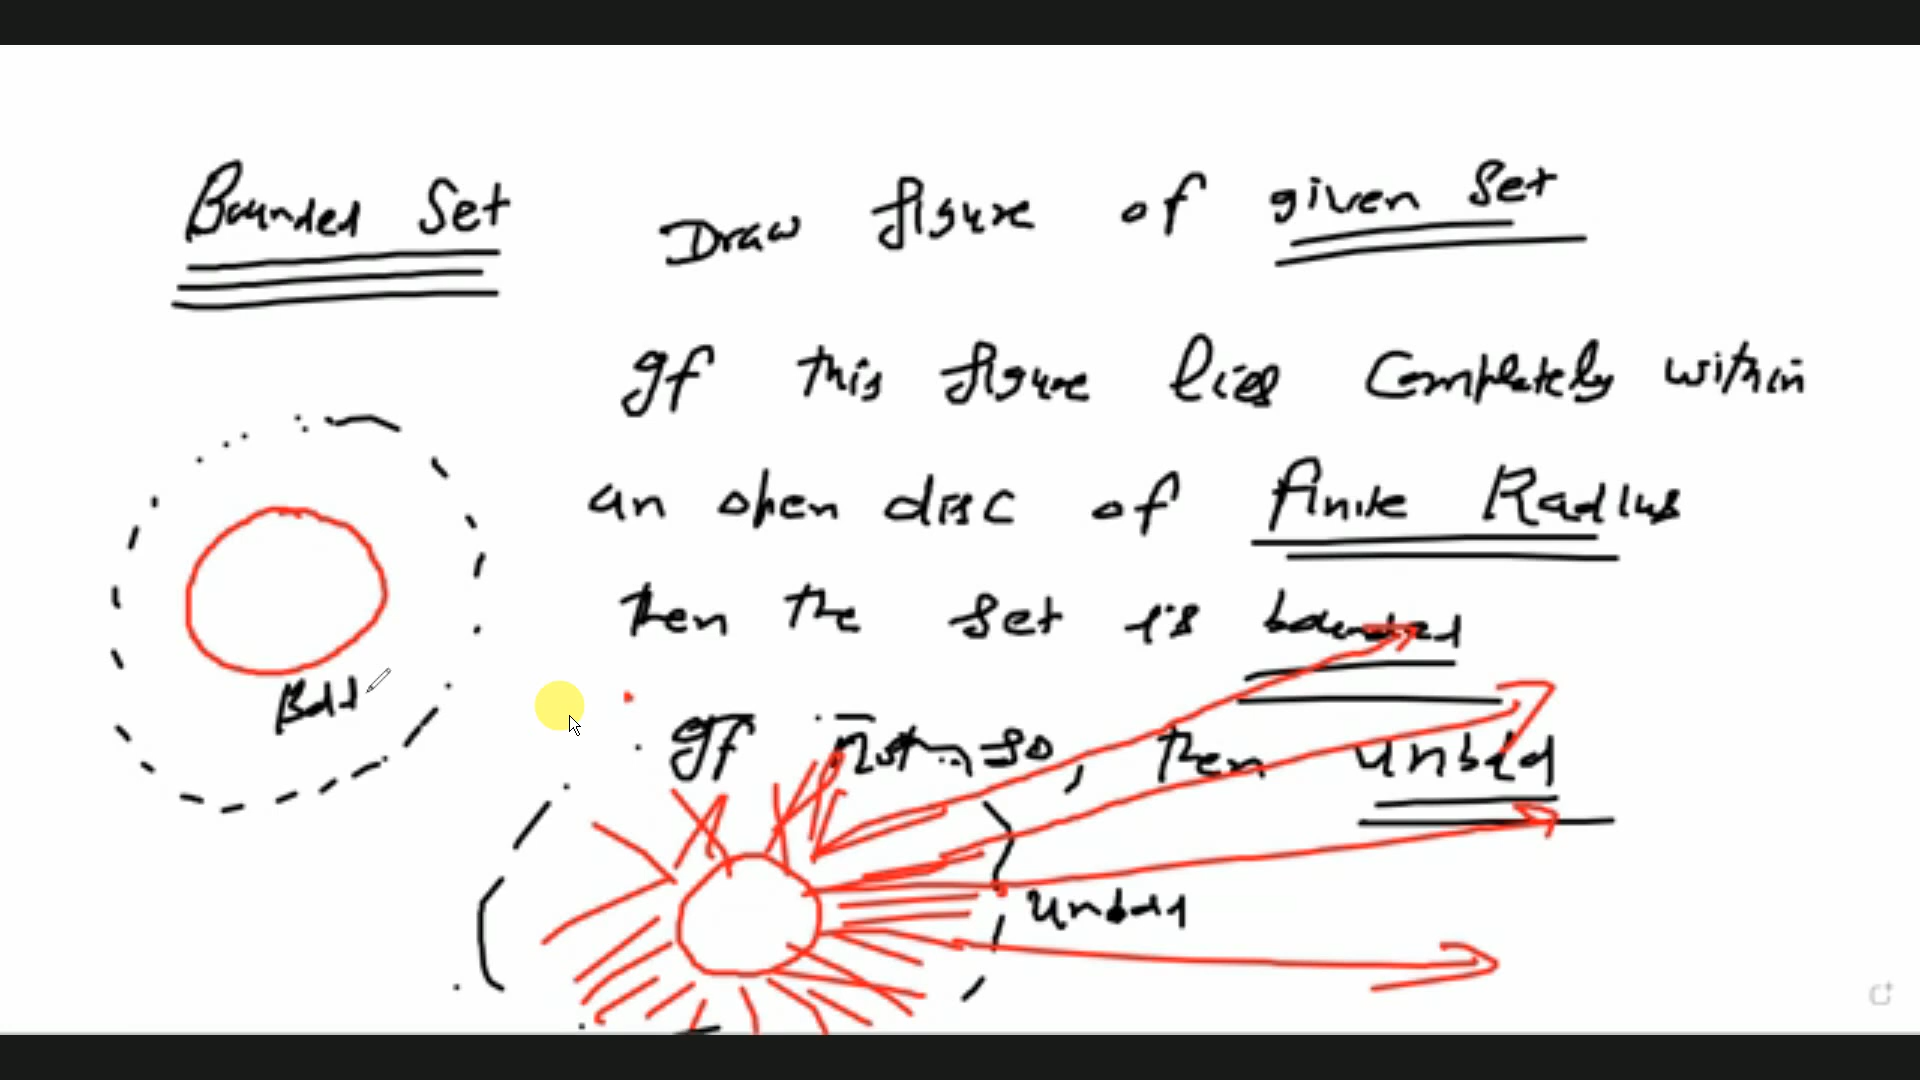 Bounded Set
Draw figure of given Set
If this figure lies Completely within
an open disc of finite Radius
then the set is bounded
Bdd
If not so, then unbdd
unbdd